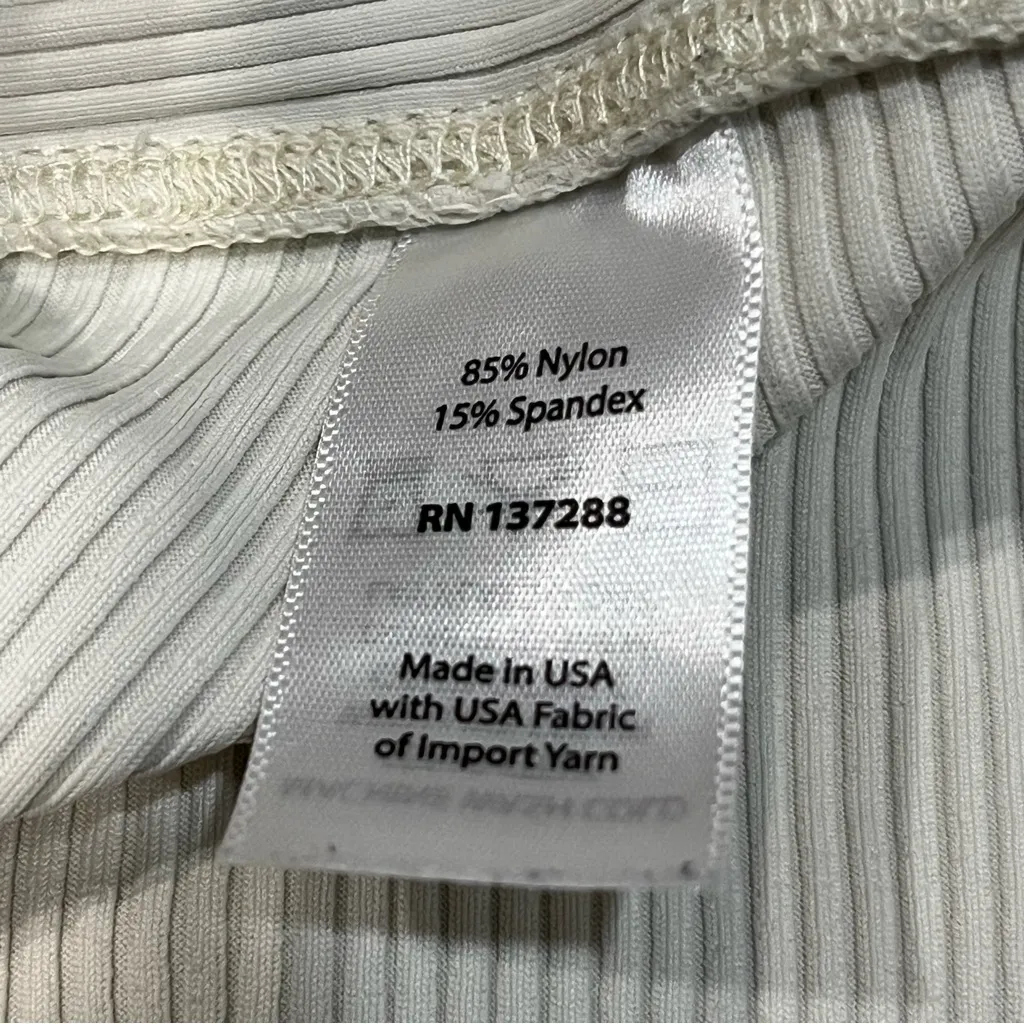 85% Nylon
15% Spandex
RN 137288
Made in USA
with USA Fabric
of Import Yarn